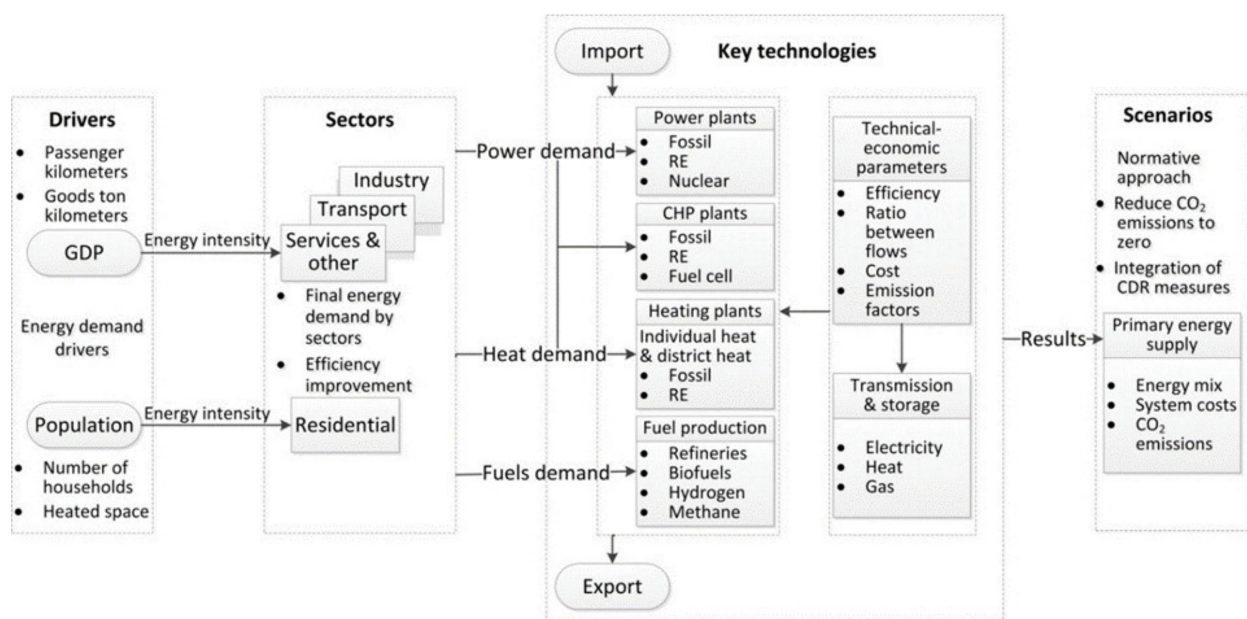 Import
Key technologies
Drivers
• Passenger
kilometers
• Goods ton
kilometers
GDP
Energy demand
drivers
Population
• Number of
households
• Heated space
Energy intensity
Energy intensity
Sectors
Industry
Transport
Services &
other
• Final energy
demand by
sectors
• Efficiency
improvement
Residential
Power demand
Heat demand
Fuels demand
Power plants
• Fossil
• RE
• Nuclear
CHP plants
• Fossil
• RE
• Fuel cell
Heating plants
Individual heat
& district heat
• Fossil
• RE
Fuel production
• Refineries
• Biofuels
• Hydrogen
• Methane
Export
Technical-
economic
parameters
• Efficiency
• Ratio
between
flows
• Cost
• Emission
factors
Transmission
& storage
• Electricity
• Heat
• Gas
Results
Scenarios
Normative
approach
• Reduce CO₂
emissions to
zero
• Integration of
CDR measures
Primary energy
supply
• Energy mix
• System costs
• CO₂
emissions